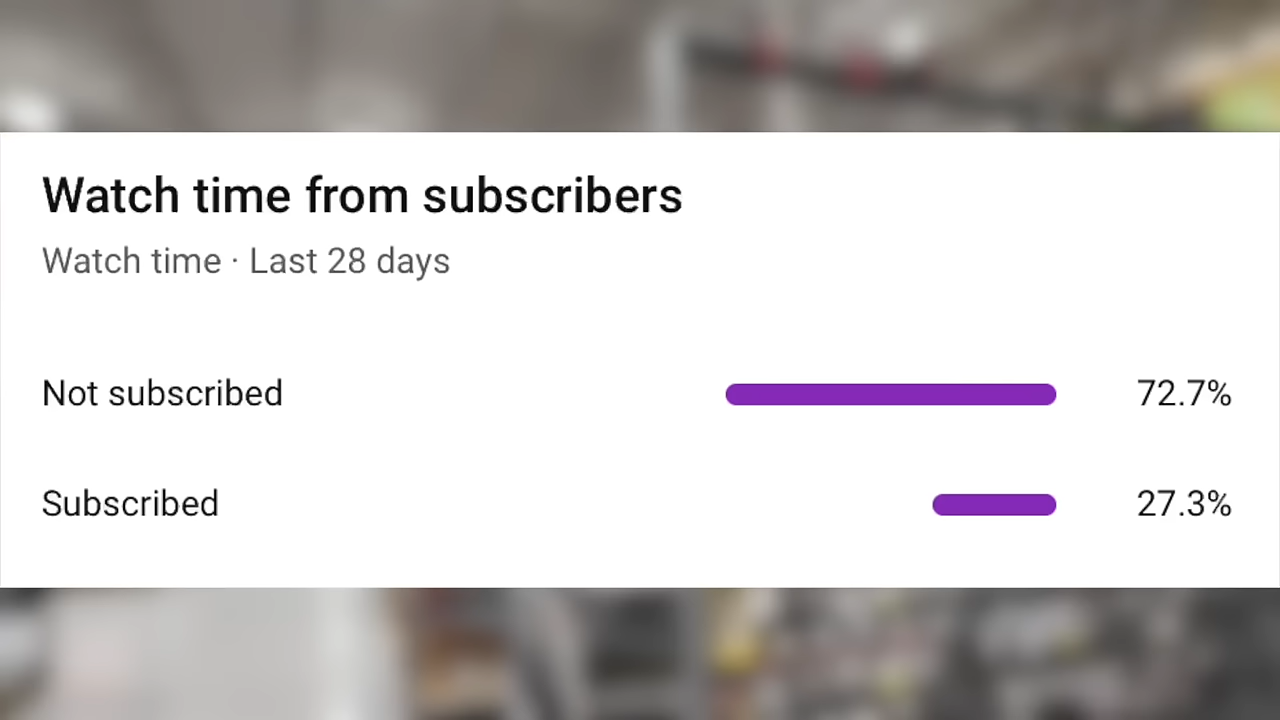 Watch time from subscribers
Watch time · Last 28 days
Not subscribed 72.7%
Subscribed 27.3%